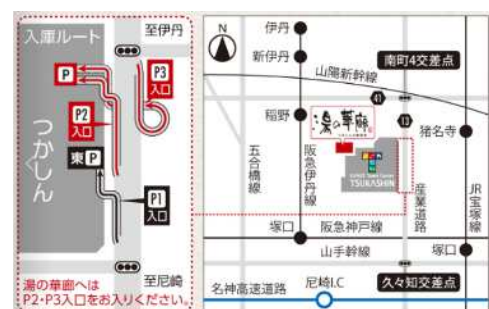 入庫ルート
至伊丹
P
P3
入口
P2
入口
つかしん
東P
P1
入口
至尼崎
湯の華廊へは
P2・P3入口をお入りください。
N
伊丹
新伊丹
南町4交差点
山陽新幹線
41
稲野
湯の華廊
13
猪名寺
TSUKASHIN
五合橋線
阪急伊丹線
産業道路
JR宝塚線
塚口
阪急神戸線
山手幹線
塚口
名神高速道路
尼崎I.C
久々知交差点